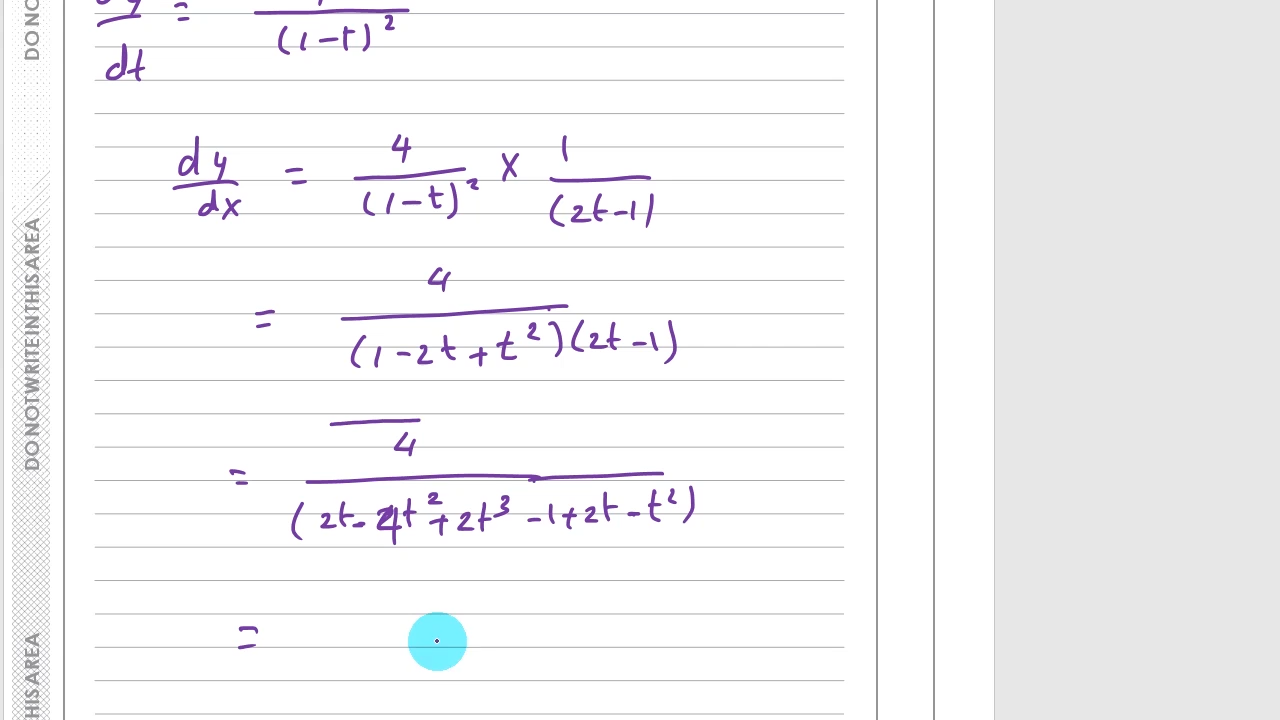 DO NOT WRITE IN THIS AREA
dy/dt = /(1-t)²
dy/dx = 4/(1-t)² × 1/(2t-1)
= 4/(1-2t+t²)(2t-1)
= 4/(2t-4t²+2t³-1+2t-t²)
=